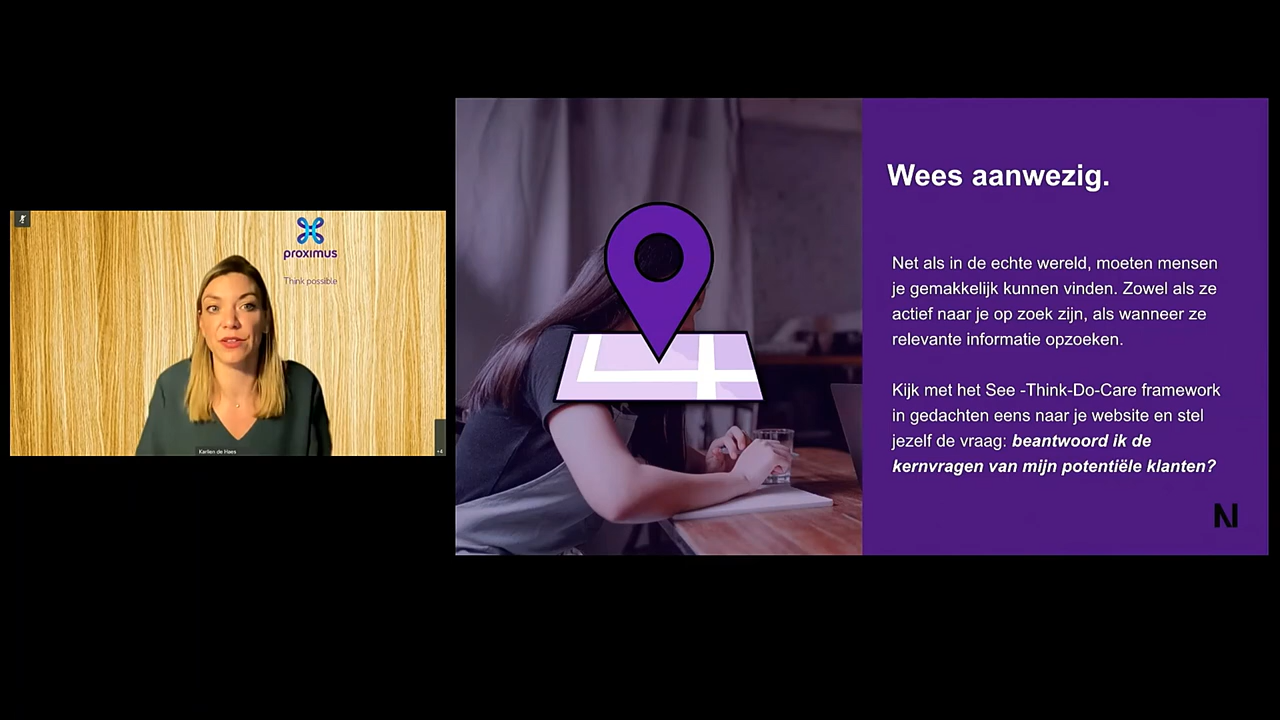 proximus
Think possible
Karlien de Haes
+4
Wees aanwezig.
Net als in de echte wereld, moeten mensen
je gemakkelijk kunnen vinden. Zowel als ze
actief naar je op zoek zijn, als wanneer ze
relevante informatie opzoeken.
Kijk met het See -Think-Do-Care framework
in gedachten eens naar je website en stel
jezelf de vraag: beantwoord ik de
kernvragen van mijn potentiële klanten?
N